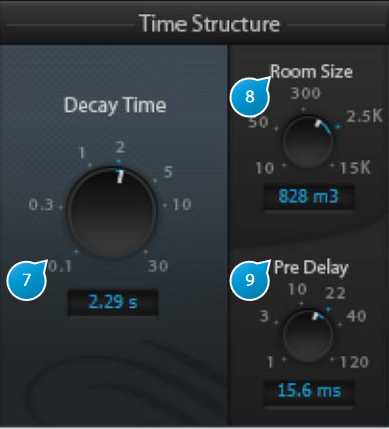 Time Structure
Decay Time
1 2 5
0.3 10
7 0.1 30
2.29 s
8 Room Size
300
50 2.5K
10 15K
828 m3
9 Pre Delay
10 22
3 40
1 120
15.6 ms